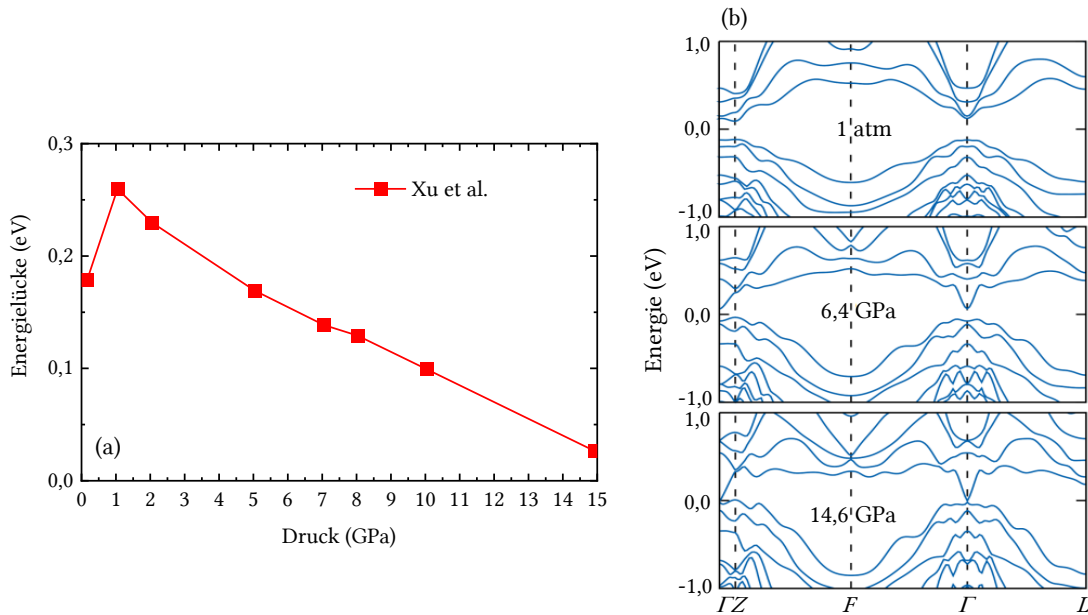 (b)
0,3
0,2
0,1
0,0
Energielücke (eV)
Xu et al.
(a)
0 1 2 3 4 5 6 7 8 9 10 11 12 13 14 15
Druck (GPa)
Energie (eV)
1,0
0,0
-1,0
1 atm
1,0
0,0
-1,0
6,4 GPa
1,0
0,0
-1,0
14,6 GPa
Γ Z F Γ L